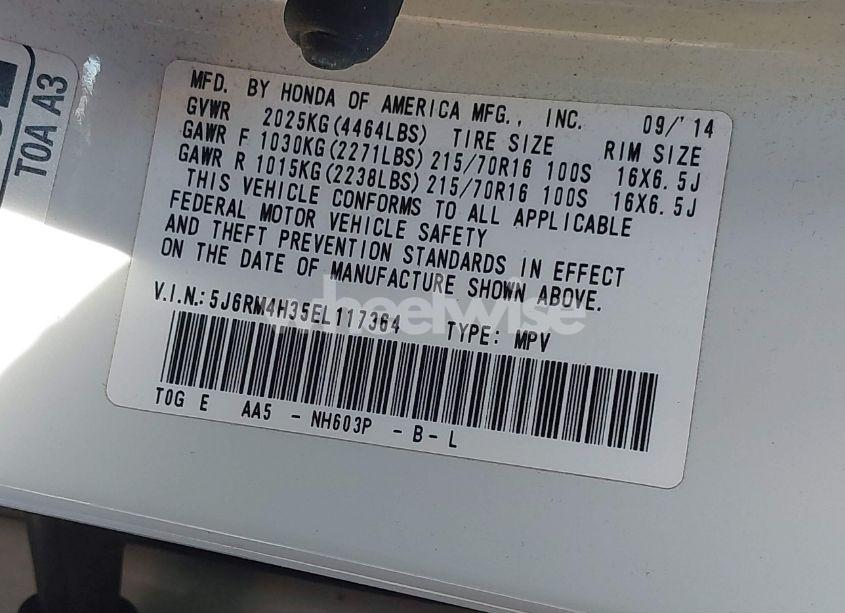 TOA A3
MFD. BY HONDA OF AMERICA MFG., INC. 09/'14
GVWR 2025KG(4464LBS) TIRE SIZE RIM SIZE
GAWR F 1030KG(2271LBS) 215/70R16 100S 16X6.5J
GAWR R 1015KG(2238LBS) 215/70R16 100S 16X6.5J
THIS VEHICLE CONFORMS TO ALL APPLICABLE
FEDERAL MOTOR VEHICLE SAFETY
AND THEFT PREVENTION STANDARDS IN EFFECT
ON THE DATE OF MANUFACTURE SHOWN ABOVE.
V.I.N.: 5J6RM4H35EL117364 TYPE: MPV
wheelwise
TOG E AA5 - NH603P - B - L